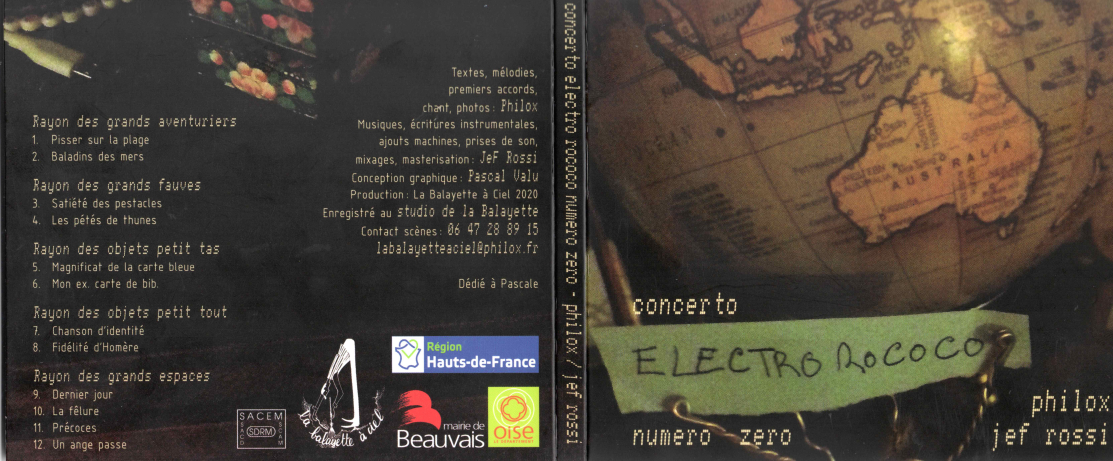 Rayon des grands aventuriers
1. Pisser sur la plage
2. Baladins des mers
Rayon des grands fauves
3. Satiété des pestacles
4. Les pétés de thunes
Rayon des objets petit tas
5. Magnificat de la carte bleue
6. Mon ex. carte de bib.
Rayon des objets petit tout
7. Chanson d'identité
8. Fidélité d'Homère
Rayon des grands espaces
9. Dernier jour
10. La fêlure
11. Précoces
12. Un ange passe
Textes, mélodies,
premiers accords,
chant, photos : Philox
Musiques, écritures instrumentales,
ajouts machines, prises de son,
mixages, masterisation : JeF Rossi
Conception graphique : Pascal Valu
Production : La Balayette à Ciel 2020
Enregistré au studio de la Balayette
Contact scènes : 06 47 28 89 15
labalayetteaciel@philox.fr
Dédié à Pascale
SACEM
SACD
SDRM
SCAM
La balayette à ciel
Région
Hauts-de-France
mairie de
Beauvais
oise
LE DÉPARTEMENT
concerto electro rococo numero zero - philox / jef rossi
AUSTRALIA
TIMOR
concerto
ELECTRO ROCOCO
numero zero
philox
jef rossi